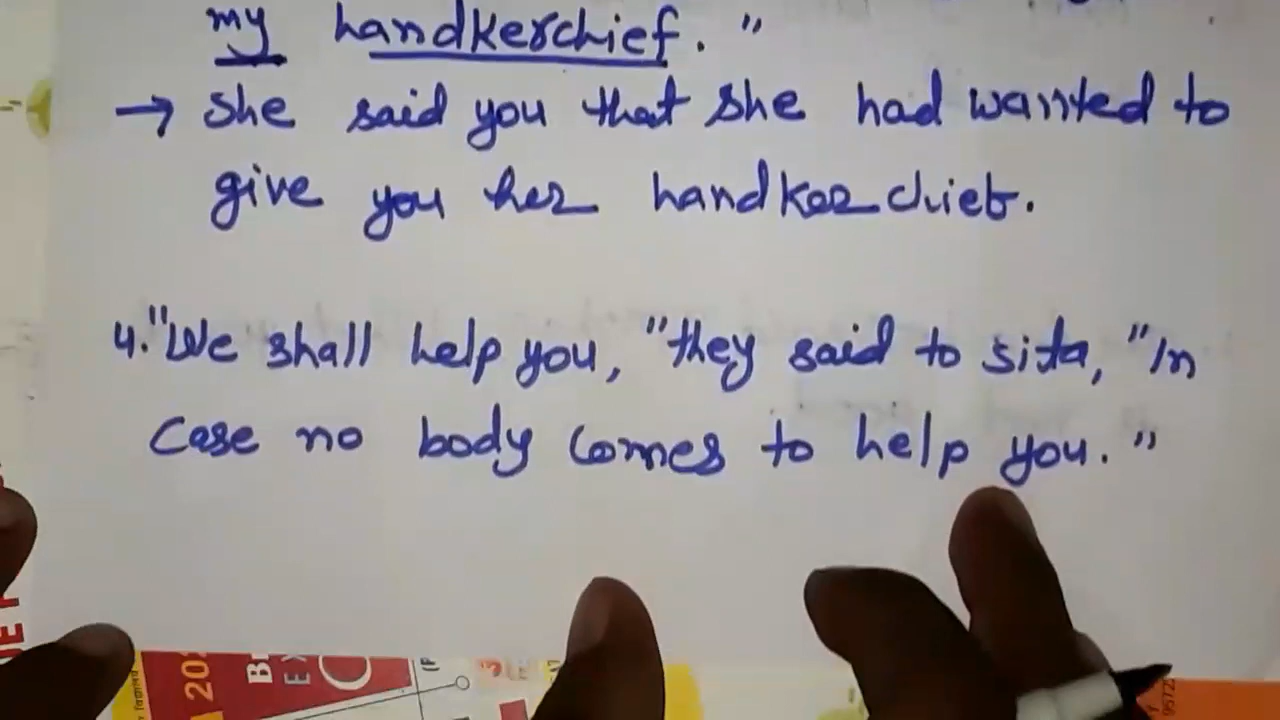 my handkerchief."
→ she said you that she had wanted to
give you her handkerchief.
4. "We shall help you, "they said to sita, "In
case no body comes to help you."
202